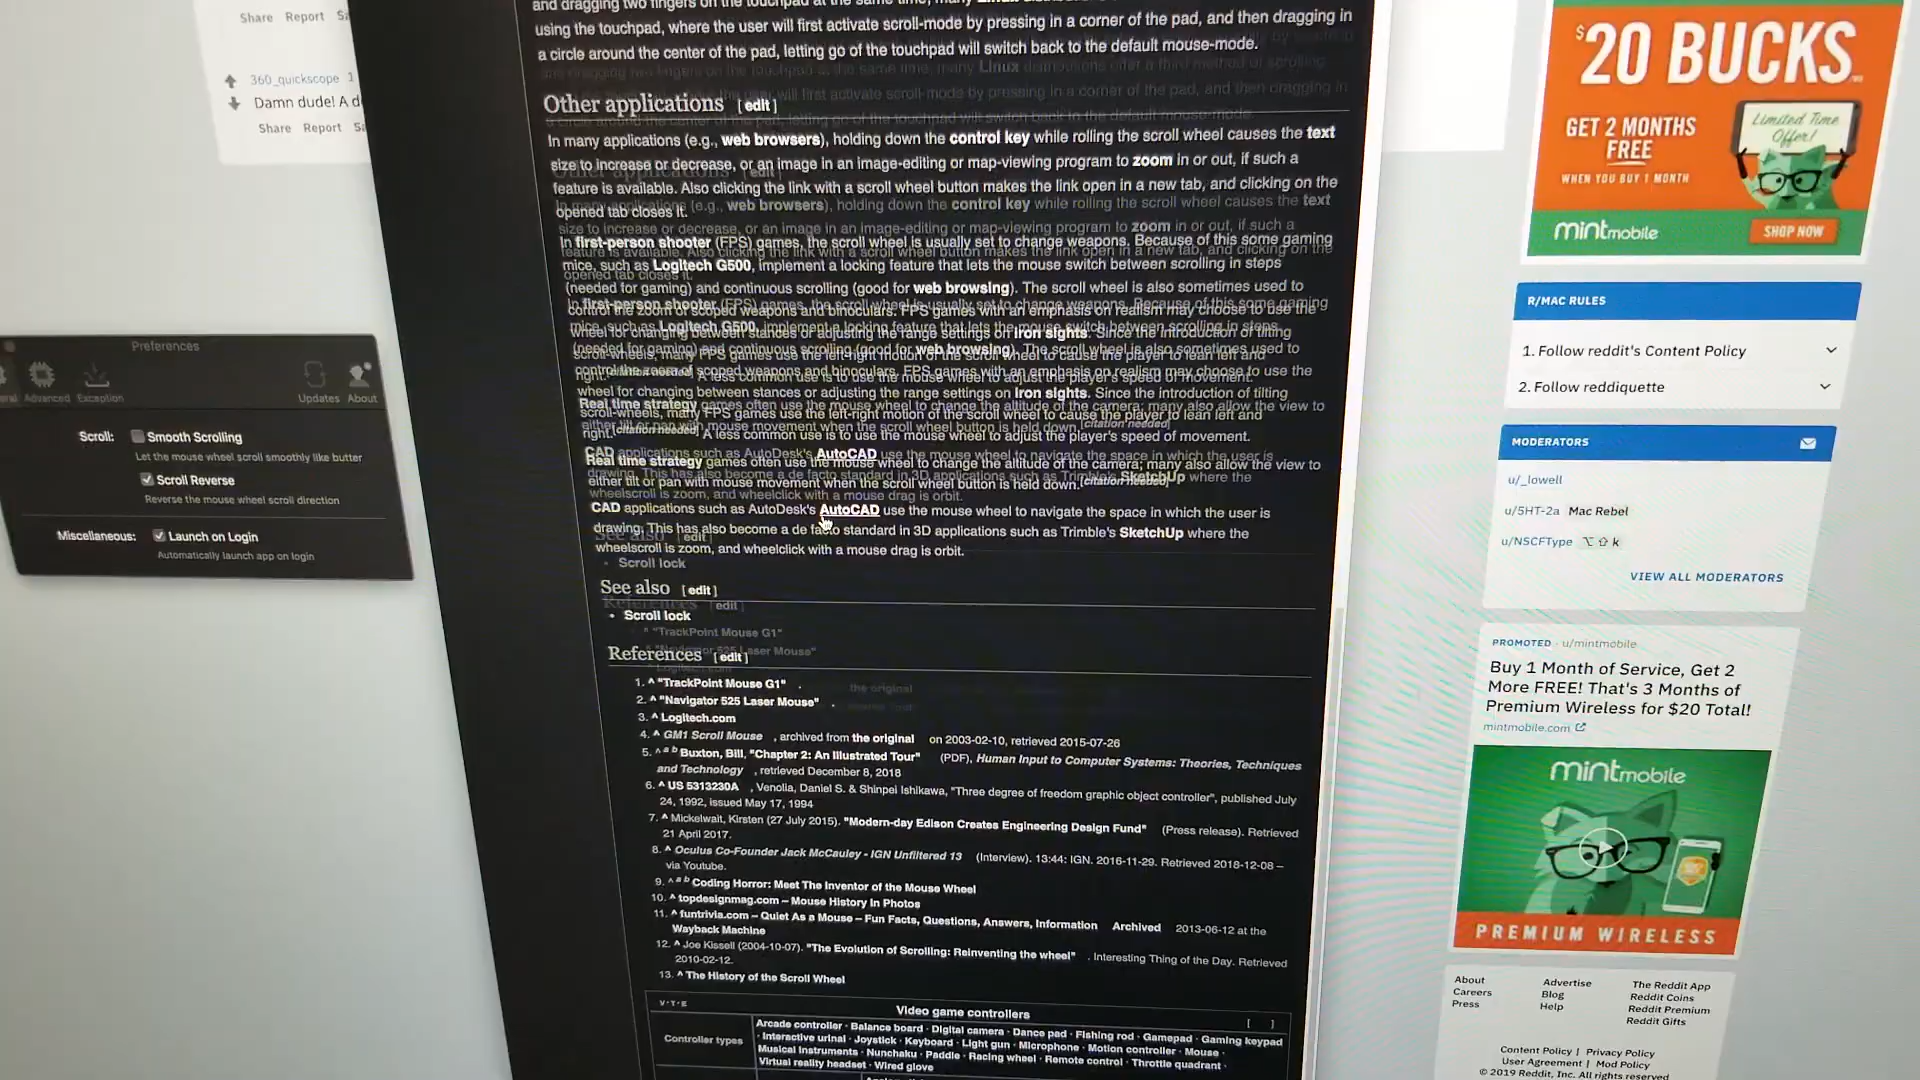 Share Report
360_quickscope 1
Damn dude! A d
Share Report
and dragging two fingers on the touchpad at the same time, many Linux
using the touchpad, where the user will first activate scroll-mode by pressing in a corner of the pad, and then dragging in
a circle around the center of the pad, letting go of the touchpad will switch back to the default mouse-mode.
Other applications [ edit ]
In many applications (e.g., web browsers), holding down the control key while rolling the scroll wheel causes the text
size to increase or decrease, or an image in an image-editing or map-viewing program to zoom in or out, if such a
feature is available. Also clicking the link with a scroll wheel button makes the link open in a new tab, and clicking on the
opened tab closes it.
In first-person shooter (FPS) games, the scroll wheel is usually set to change weapons. Because of this some gaming
mice, such as Logitech G500, implement a locking feature that lets the mouse switch between scrolling in steps
(needed for gaming) and continuous scrolling (good for web browsing). The scroll wheel is also sometimes used to
control the zoom of scoped weapons and binoculars. FPS games with an emphasis on realism may choose to use the
wheel for changing between stances or adjusting the range settings on Iron sights. Since the introduction of tilting
scroll-wheels, many FPS games use the left-right motion of the scroll wheel to cause the player to lean left and
right.[citation needed] A less common use is to use the mouse wheel to adjust the player's speed of movement.
Real time strategy games often use the mouse wheel to change the altitude of the camera; many also allow the view to
either tilt or pan with mouse movement when the scroll wheel button is held down.[citation needed]
CAD applications such as AutoDesk's AutoCAD use the mouse wheel to navigate the space in which the user is
drawing. This has also become a de facto standard in 3D applications such as Trimble's SketchUp where the
wheelscroll is zoom, and wheelclick with a mouse drag is orbit.
See also [ edit ]
• Scroll lock
References [ edit ]
1. ^ "TrackPoint Mouse G1"
2. ^ "Navigator 525 Laser Mouse"
3. ^ Logitech.com
4. ^ GM1 Scroll Mouse , archived from the original on 2003-02-10, retrieved 2015-07-26
5. ^ a b Buxton, Bill, "Chapter 2: An Illustrated Tour" (PDF), Human Input to Computer Systems: Theories, Techniques
and Technology , retrieved December 8, 2018
6. ^ US 5313230A , Venolia, Daniel S. & Shinpei Ishikawa, "Three degree of freedom graphic object controller", published July
24, 1992, issued May 17, 1994
7. ^ Mickelwait, Kirsten (27 July 2015). "Modern-day Edison Creates Engineering Design Fund" (Press release). Retrieved
21 April 2017.
8. ^ Oculus Co-Founder Jack McCauley - IGN Unfiltered 13 (Interview). 13:44: IGN. 2016-11-29. Retrieved 2018-12-08 –
via Youtube.
9. ^ a b Coding Horror: Meet The Inventor of the Mouse Wheel
10. ^ topdesignmag.com – Mouse History In Photos
11. ^ funtrivia.com – Quiet As a Mouse – Fun Facts, Questions, Answers, Information Archived 2013-06-12 at the
Wayback Machine
12. ^ Joe Kissell (2004-10-07). "The Evolution of Scrolling: Reinventing the wheel" . Interesting Thing of the Day. Retrieved
2010-02-12.
13. ^ The History of the Scroll Wheel
V·T·E
Video game controllers [ ]
Controller types
Arcade controller · Balance board · Digital camera · Dance pad · Fishing rod · Gamepad · Gaming keypad
· Interactive urinal · Joystick · Keyboard · Light gun · Microphone · Motion controller · Mouse ·
Musical Instruments · Nunchaku · Paddle · Racing wheel · Remote control · Throttle quadrant ·
Virtual reality headset · Wired glove
Preferences
Advanced Exception Updates About
Scroll: Smooth Scrolling
Let the mouse wheel scroll smoothly like butter
Scroll Reverse
Reverse the mouse wheel scroll direction
Miscellaneous: Launch on Login
Automatically launch app on login
$20 BUCKS
GET 2 MONTHS
FREE
WHEN YOU BUY 1 MONTH
Limited Time
Offer!
mintmobile
SHOP NOW
R/MAC RULES
1. Follow reddit's Content Policy
2. Follow reddiquette
MODERATORS
u/_lowell
u/5HT-2a Mac Rebel
u/NSCFType ⌥⇧k
VIEW ALL MODERATORS
PROMOTED · u/mintmobile
Buy 1 Month of Service, Get 2
More FREE! That's 3 Months of
Premium Wireless for $20 Total!
mintmobile.com
mintmobile
PREMIUM WIRELESS
About Advertise The Reddit App
Careers Blog Reddit Coins
Press Help Reddit Premium
Reddit Gifts
Content Policy | Privacy Policy
User Agreement | Mod Policy
© 2019 Reddit, Inc. All rights reserved